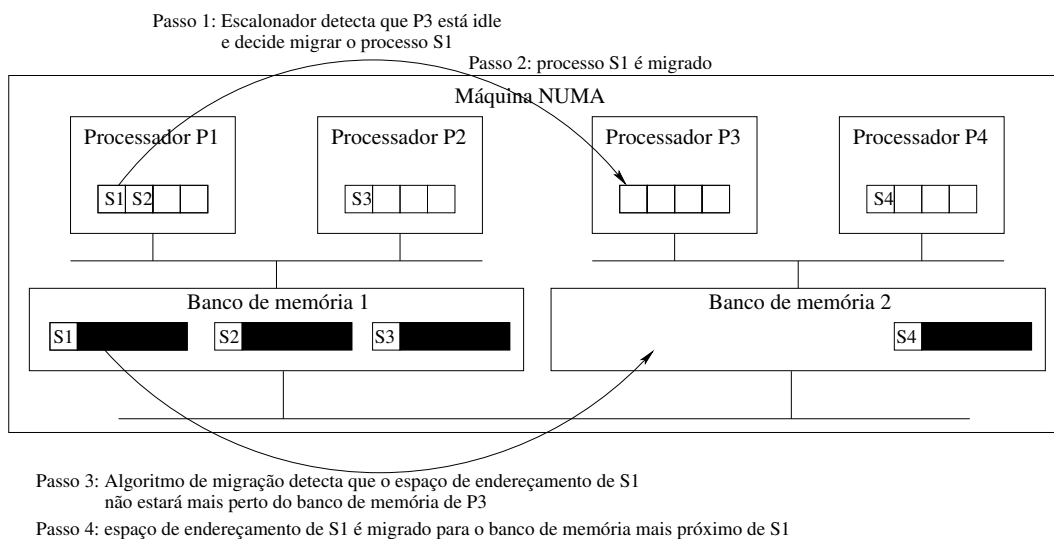 Passo 1: Escalonador detecta que P3 está idle
e decide migrar o processo S1
Passo 2: processo S1 é migrado
Máquina NUMA
Processador P1
Processador P2
Processador P3
Processador P4
S1 S2
S3
S4
Banco de memória 1
Banco de memória 2
S1
S2
S3
S4
Passo 3: Algoritmo de migração detecta que o espaço de endereçamento de S1
não estará mais perto do banco de memória de P3
Passo 4: espaço de endereçamento de S1 é migrado para o banco de memória mais próximo de S1